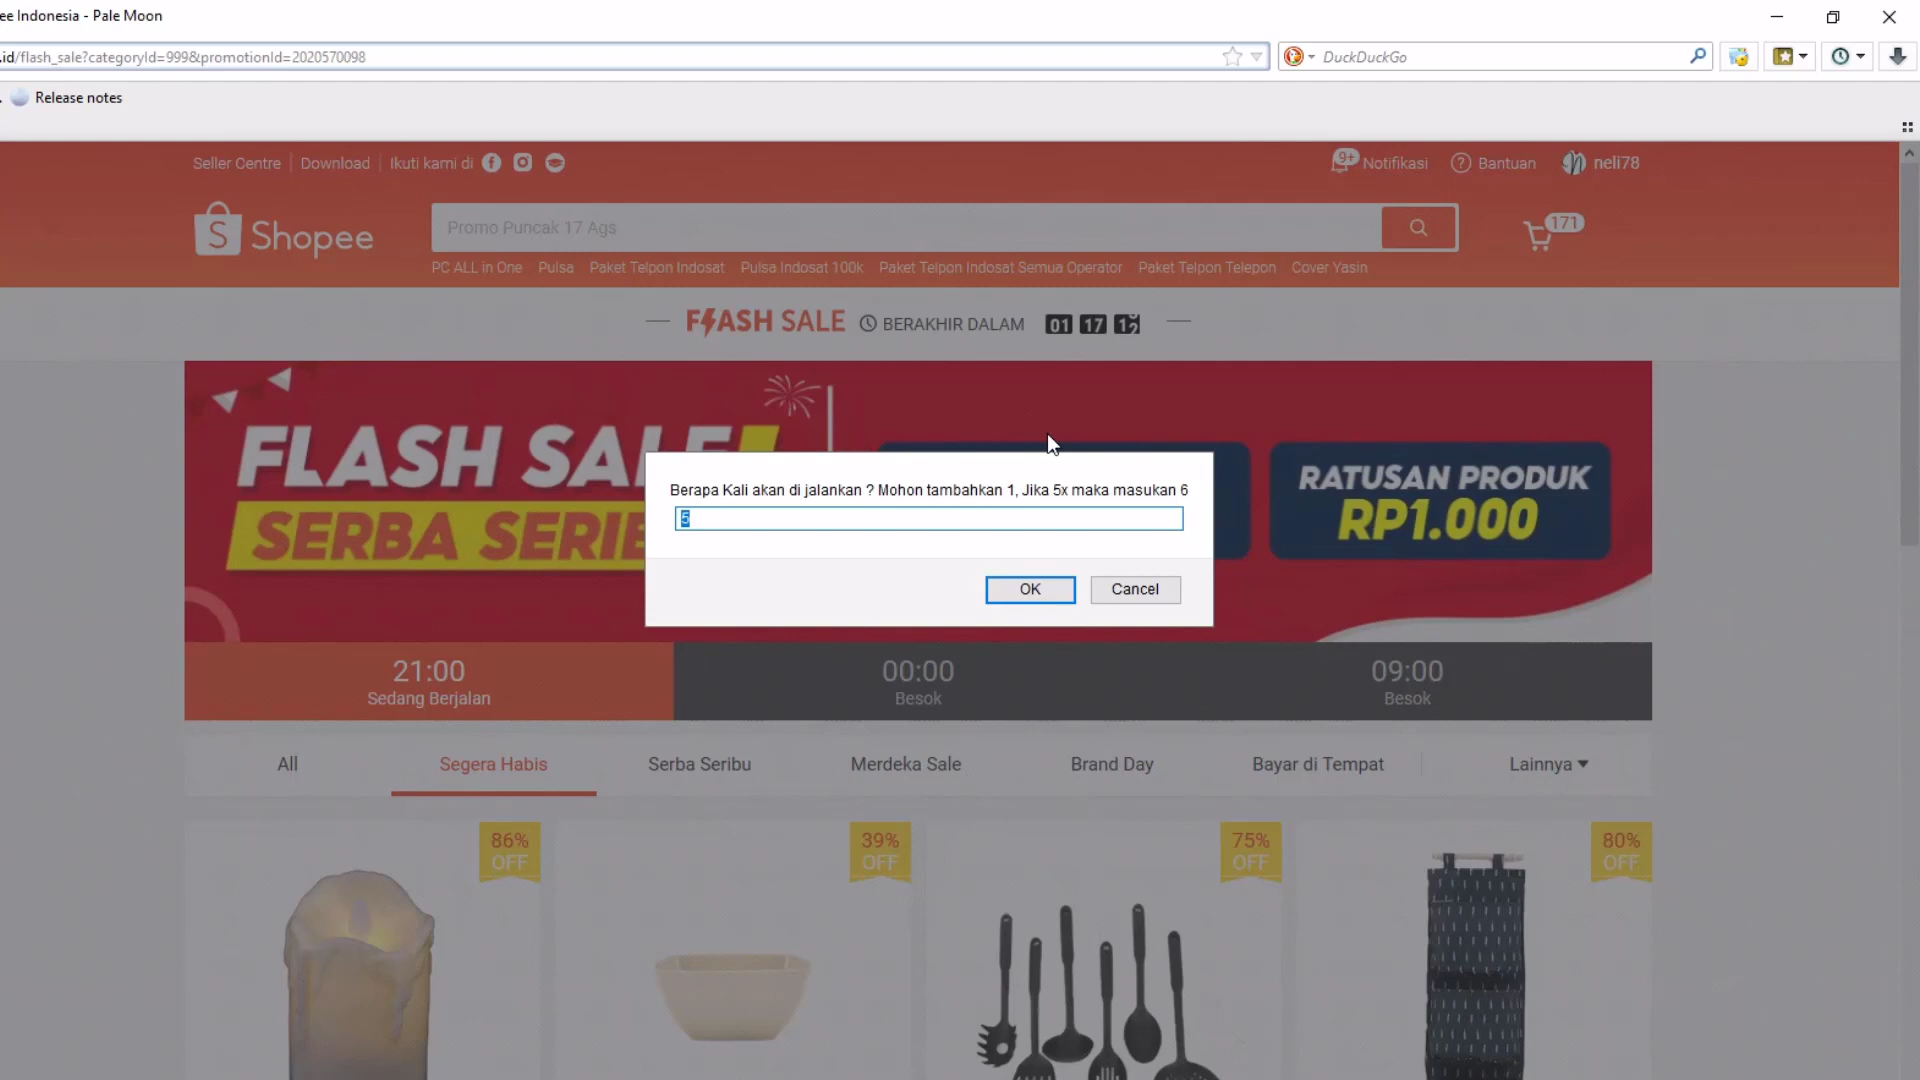 ee Indonesia - Pale Moon
.id/flash_sale?categoryId=999&promotionId=2020570098
DuckDuckGo
Release notes
Seller Centre
Download
Ikuti kami di
9+
Notifikasi
Bantuan
neli78
Shopee
Promo Puncak 17 Ags
171
PC ALL in One
Pulsa
Paket Telpon Indosat
Pulsa Indosat 100k
Paket Telpon Indosat Semua Operator
Paket Telpon Telepon
Cover Yasin
FLASH SALE
BERAKHIR DALAM
01 17
FLASH
SERBA
RATUSAN PRODUK
RP1.000
Berapa Kali akan di jalankan ? Mohon tambahkan 1, Jika 5x maka masukan 6
5
OK
Cancel
21:00
Sedang Berjalan
00:00
Besok
09:00
Besok
All
Segera Habis
Serba Seribu
Merdeka Sale
Brand Day
Bayar di Tempat
Lainnya
86%
OFF
39%
OFF
75%
OFF
80%
OFF